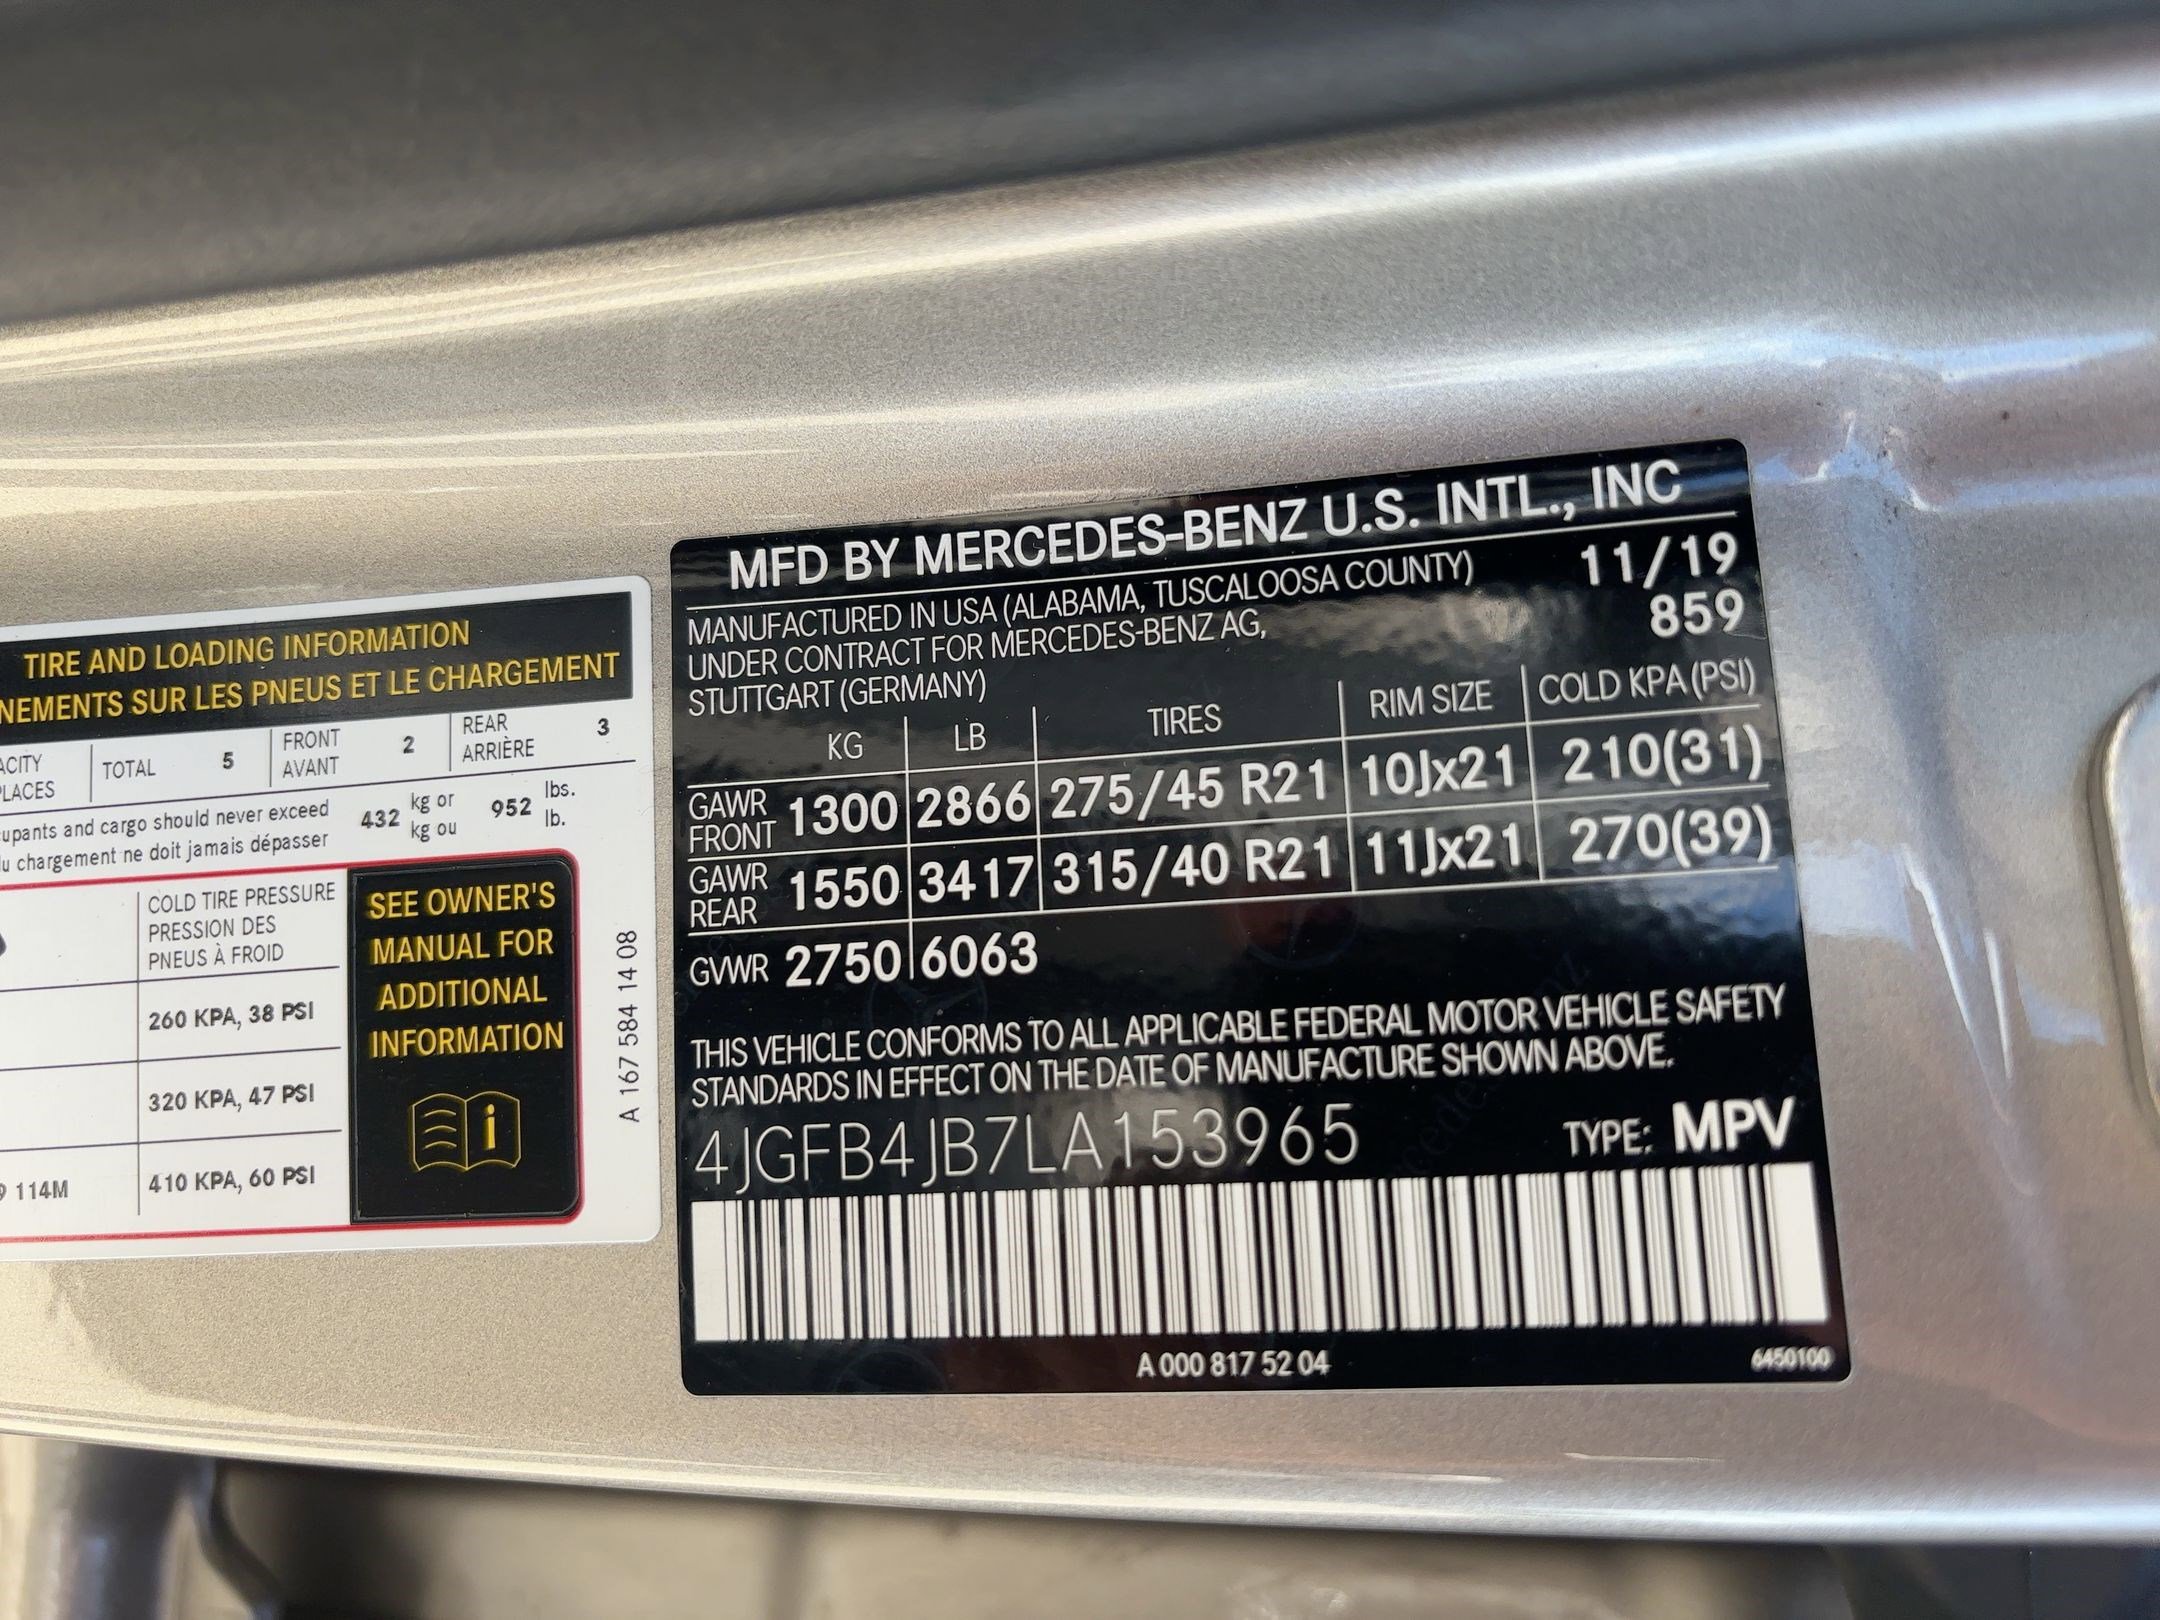 TIRE AND LOADING INFORMATION
NEMENTS SUR LES PNEUS ET LE CHARGEMENT
ACITY
LACES
TOTAL 5
FRONT
AVANT
2
REAR
ARRIÈRE
3
upants and cargo should never exceed
u chargement ne doit jamais dépasser
432 kg or
kg ou
952 lbs.
lb.
COLD TIRE PRESSURE
PRESSION DES
PNEUS À FROID
260 KPA, 38 PSI
320 KPA, 47 PSI
9 114M 410 KPA, 60 PSI
SEE OWNER'S
MANUAL FOR
ADDITIONAL
INFORMATION
i
A 167 584 14 08
MFD BY MERCEDES-BENZ U.S. INTL., INC
MANUFACTURED IN USA (ALABAMA, TUSCALOOSA COUNTY) 11/19
UNDER CONTRACT FOR MERCEDES-BENZ AG, 859
STUTTGART (GERMANY)
KG LB TIRES RIM SIZE COLD KPA (PSI)
GAWR
FRONT
1300 2866 275/45 R21 10Jx21 210(31)
GAWR
REAR
1550 3417 315/40 R21 11Jx21 270(39)
GVWR 2750 6063
THIS VEHICLE CONFORMS TO ALL APPLICABLE FEDERAL MOTOR VEHICLE SAFETY
STANDARDS IN EFFECT ON THE DATE OF MANUFACTURE SHOWN ABOVE.
4JGFB4JB7LA153965 TYPE: MPV
A 000 817 52 04
6450100